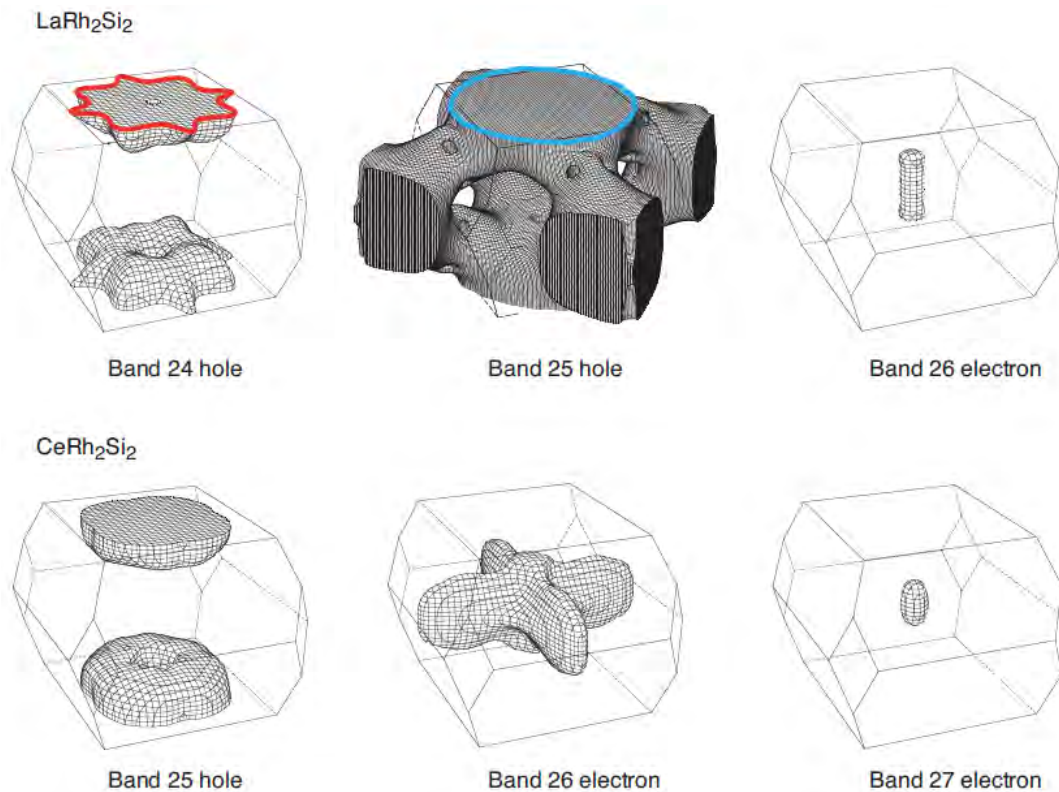 LaRh₂Si₂
Band 24 hole
Band 25 hole
Band 26 electron
CeRh₂Si₂
Band 25 hole
Band 26 electron
Band 27 electron